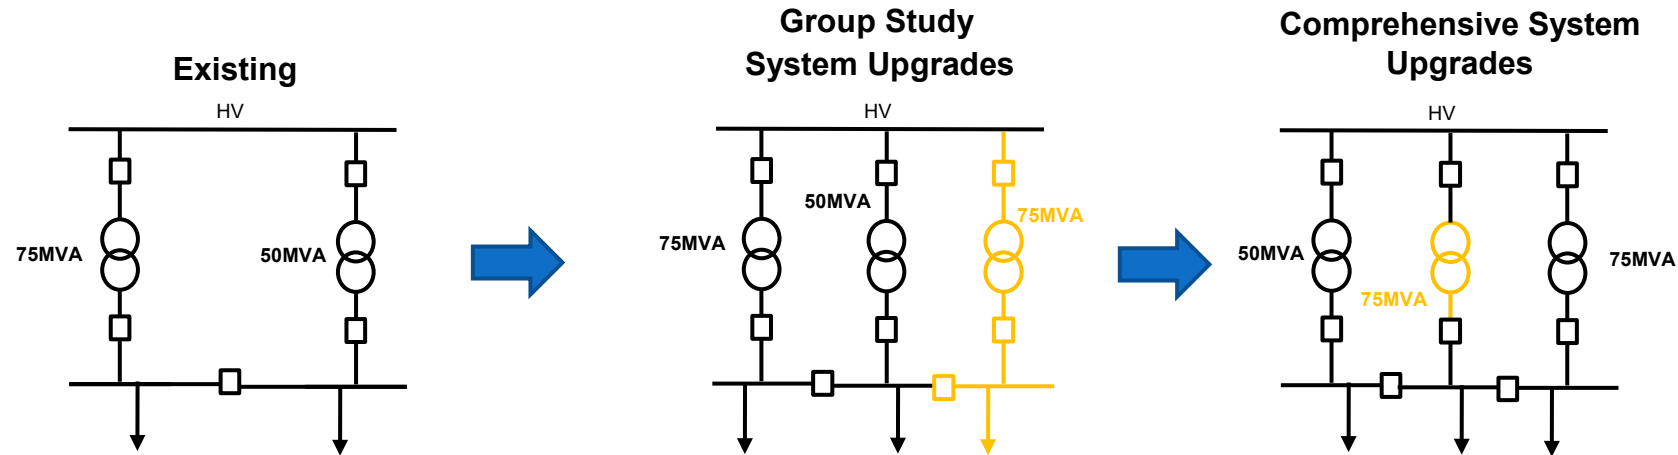 Existing
HV
75MVA
50MVA
Group Study
System Upgrades
HV
50MVA
75MVA
75MVA
Comprehensive System
Upgrades
HV
50MVA
75MVA
75MVA